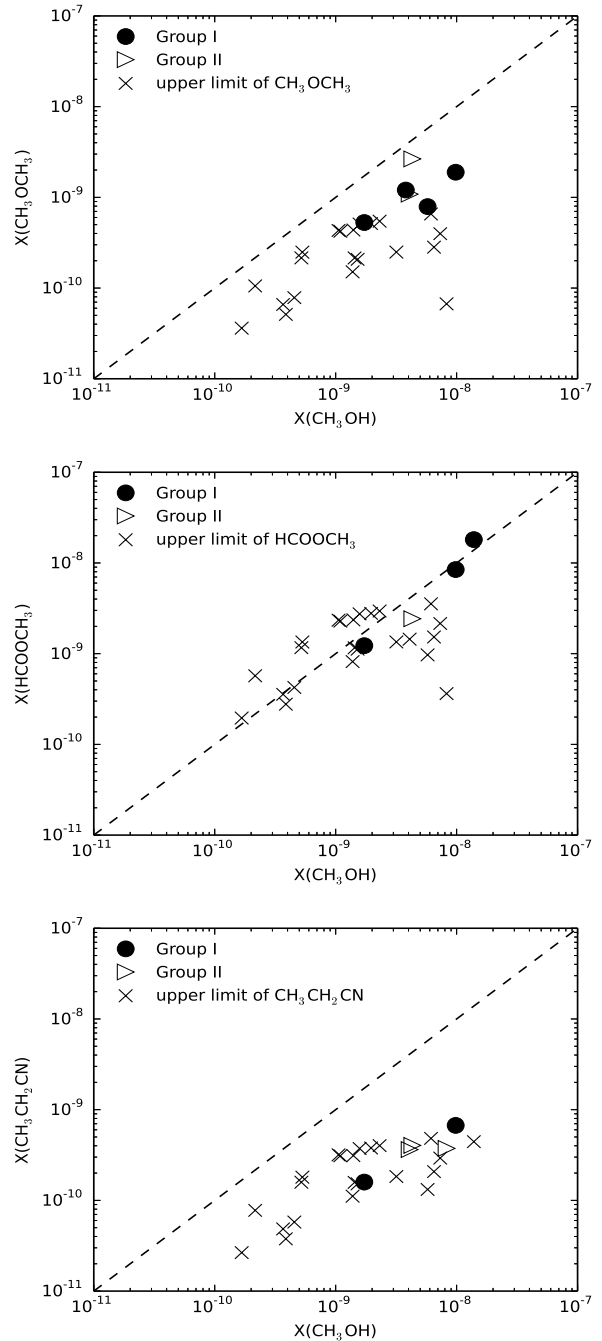 10⁻⁷
Group I
Group II
upper limit of CH₃OCH₃
10⁻⁸
10⁻⁹
10⁻¹⁰
10⁻¹¹
X(CH₃OCH₃)
10⁻¹¹ 10⁻¹⁰ 10⁻⁹ 10⁻⁸ 10⁻⁷
X(CH₃OH)
10⁻⁷
Group I
Group II
upper limit of HCOOCH₃
10⁻⁸
10⁻⁹
10⁻¹⁰
10⁻¹¹
X(HCOOCH₃)
10⁻¹¹ 10⁻¹⁰ 10⁻⁹ 10⁻⁸ 10⁻⁷
X(CH₃OH)
10⁻⁷
Group I
Group II
upper limit of CH₃CH₂CN
10⁻⁸
10⁻⁹
10⁻¹⁰
10⁻¹¹
X(CH₃CH₂CN)
10⁻¹¹ 10⁻¹⁰ 10⁻⁹ 10⁻⁸ 10⁻⁷
X(CH₃OH)